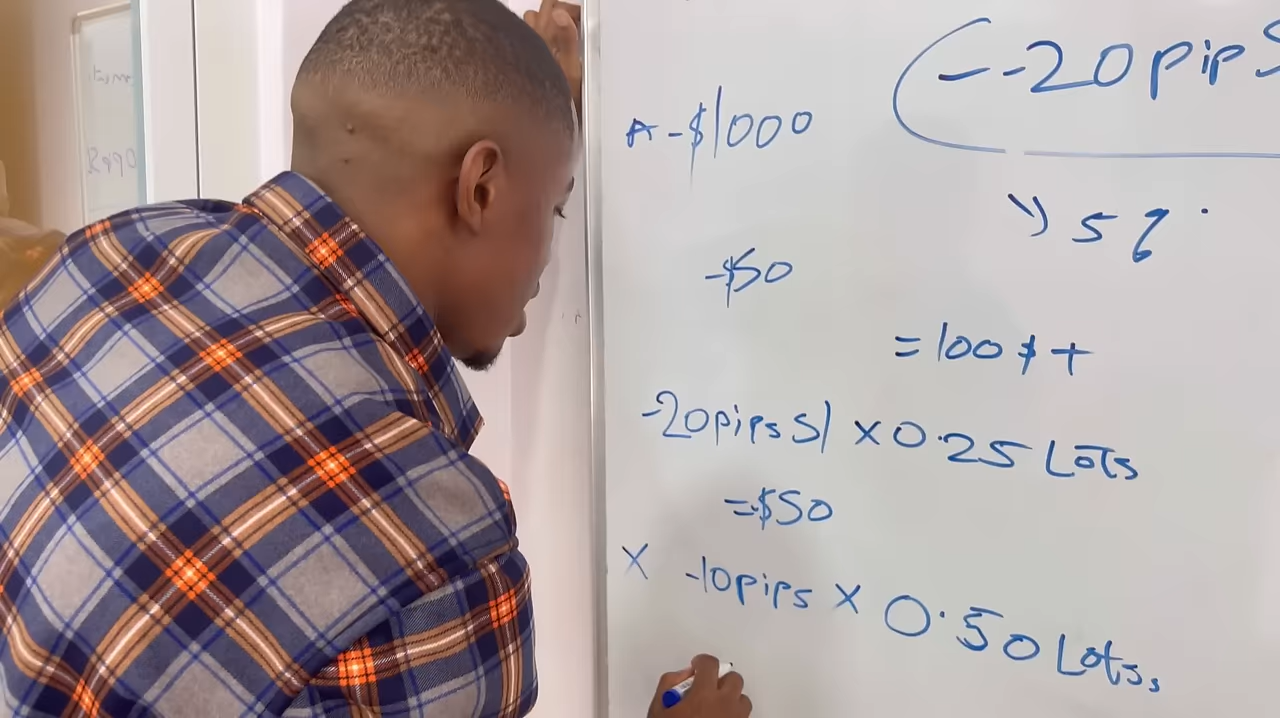 --20pips
A-$1000
5%
-$50
=100$+
-20pips Sl ×0.25 Lots
=$50
× -10pips × 0.50 Lots